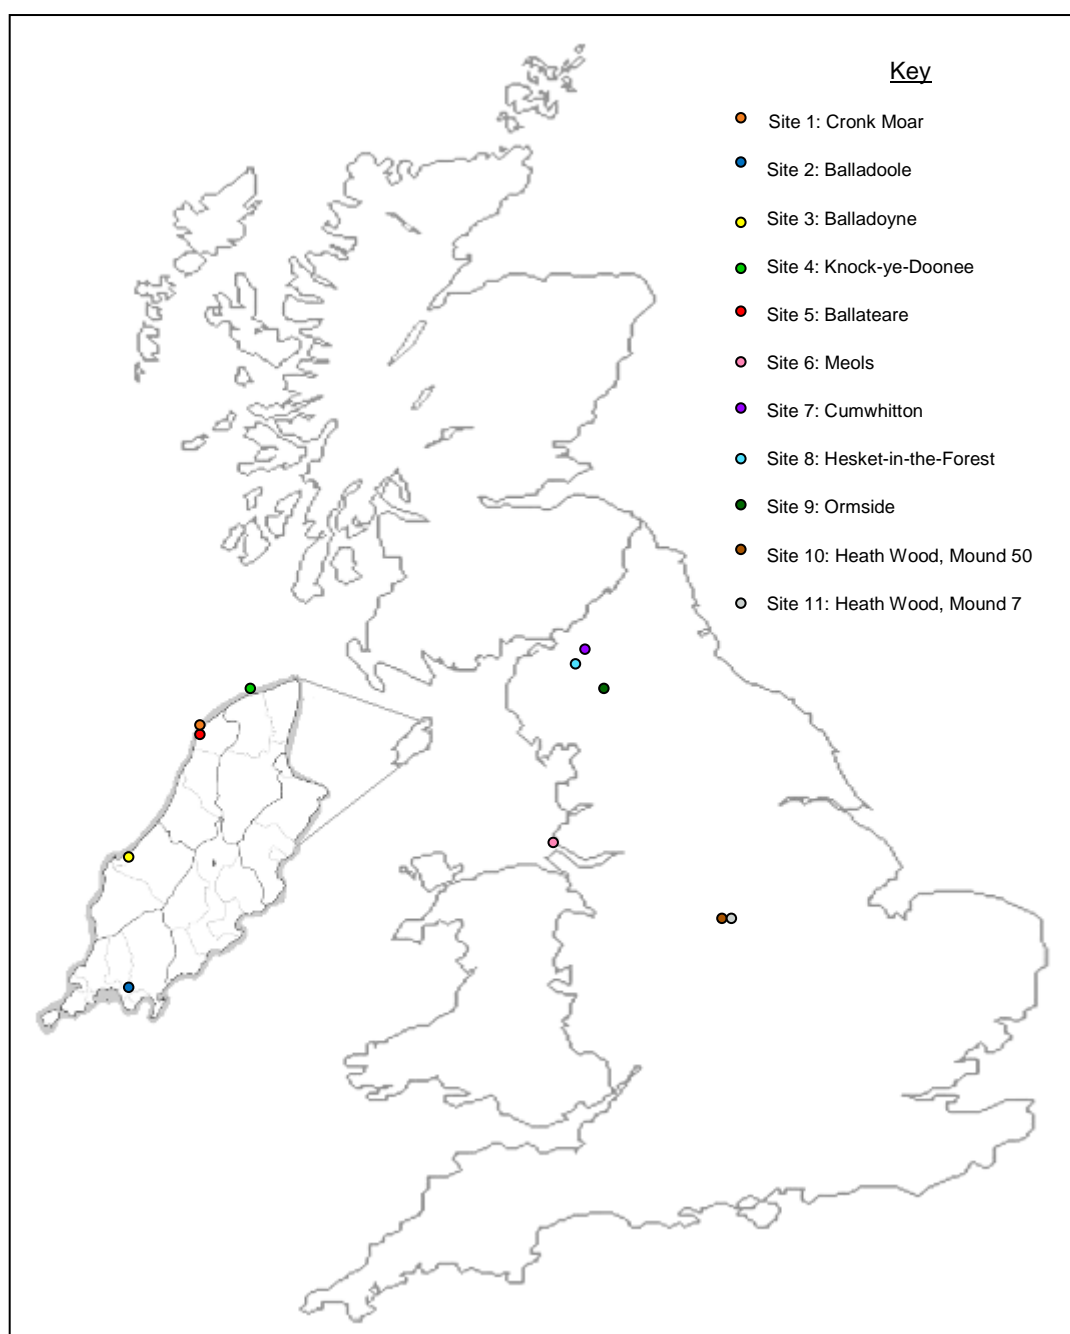 Key
Site 1: Cronk Moar
Site 2: Balladoole
Site 3: Balladoyne
Site 4: Knock-ye-Doonee
Site 5: Ballateare
Site 6: Meols
Site 7: Cumwhitton
Site 8: Hesket-in-the-Forest
Site 9: Ormside
Site 10: Heath Wood, Mound 50
Site 11: Heath Wood, Mound 7